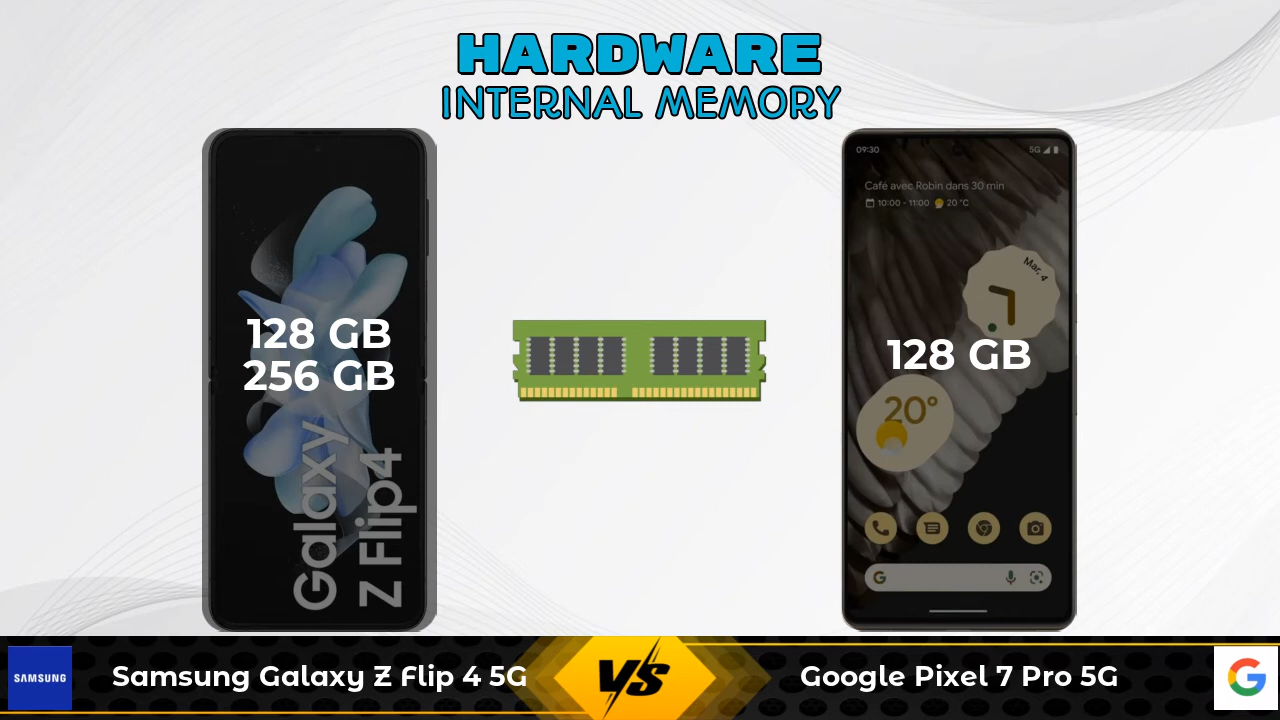 HARDWARE
INTERNAL MEMORY
128 GB
256 GB
Galaxy
Z Flip4
09:30
5G
Café avec Robin dans 30 min
10:00 - 11:00 20 °C
Mar. 4
128 GB
20°
G
SAMSUNG
Samsung Galaxy Z Flip 4 5G
VS
Google Pixel 7 Pro 5G
G